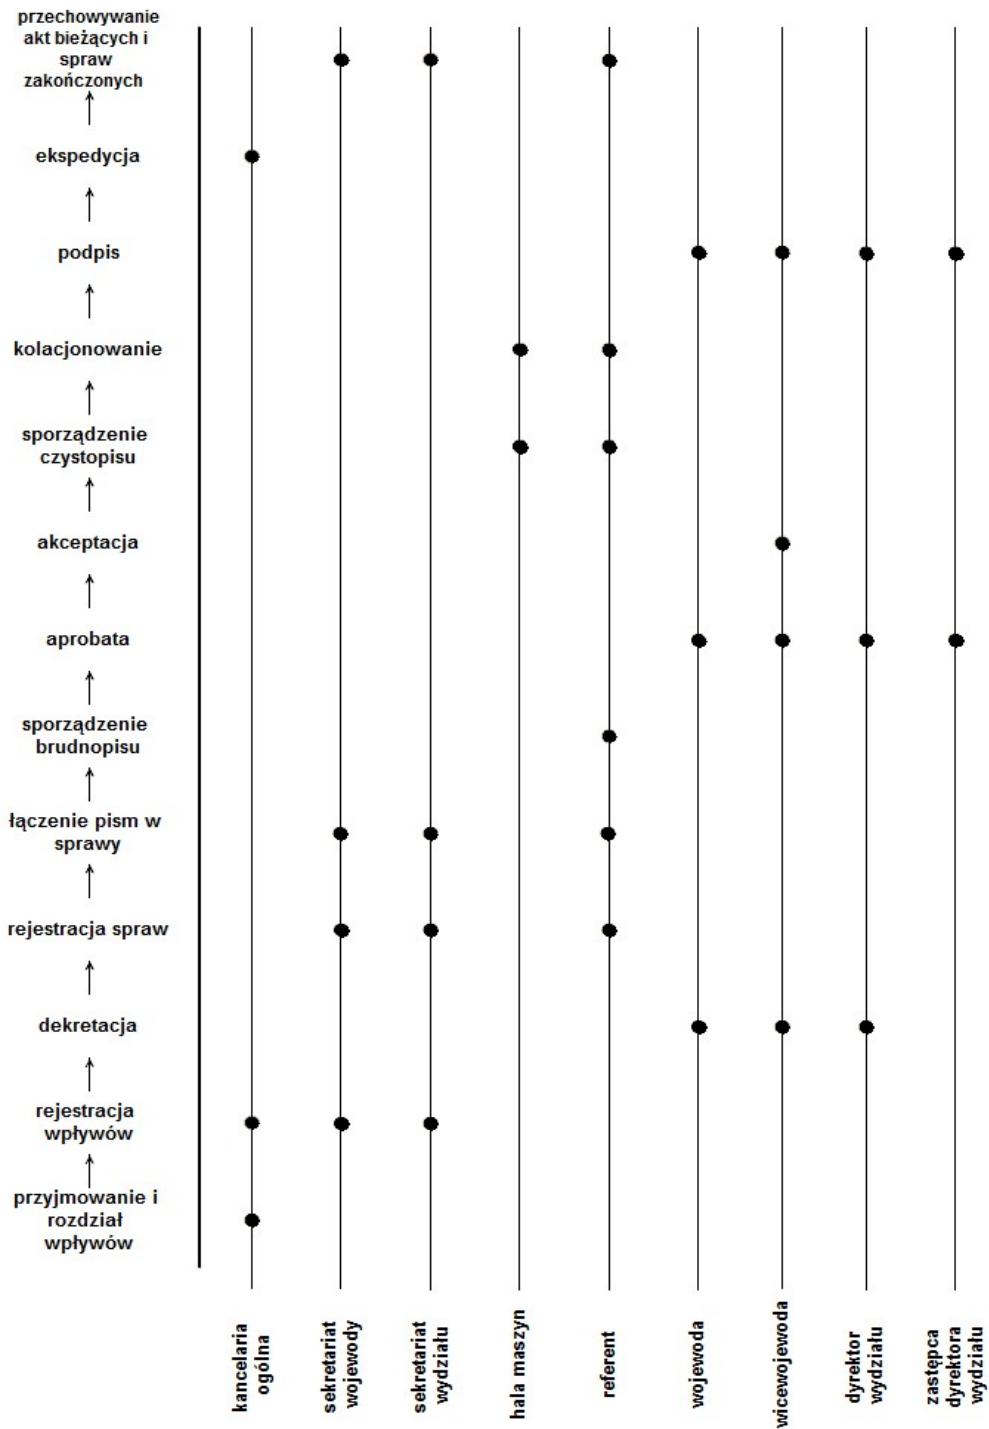 przechowywanie
akt bieżących i
spraw
zakończonych
ekspedycja
podpis
kolacjonowanie
sporządzenie
czystopisu
akceptacja
aprobata
sporządzenie
brudnopisu
łączenie pism w
sprawy
rejestracja spraw
dekretacja
rejestracja
wpływów
przyjmowanie i
rozdział
wpływów
kancelaria
ogólna
sekretariat
wojewody
sekretariat
wydziału
hala maszyn
referent
wojewoda
wicewojewoda
dyrektor
wydziału
zastępca
dyrektora
wydziału